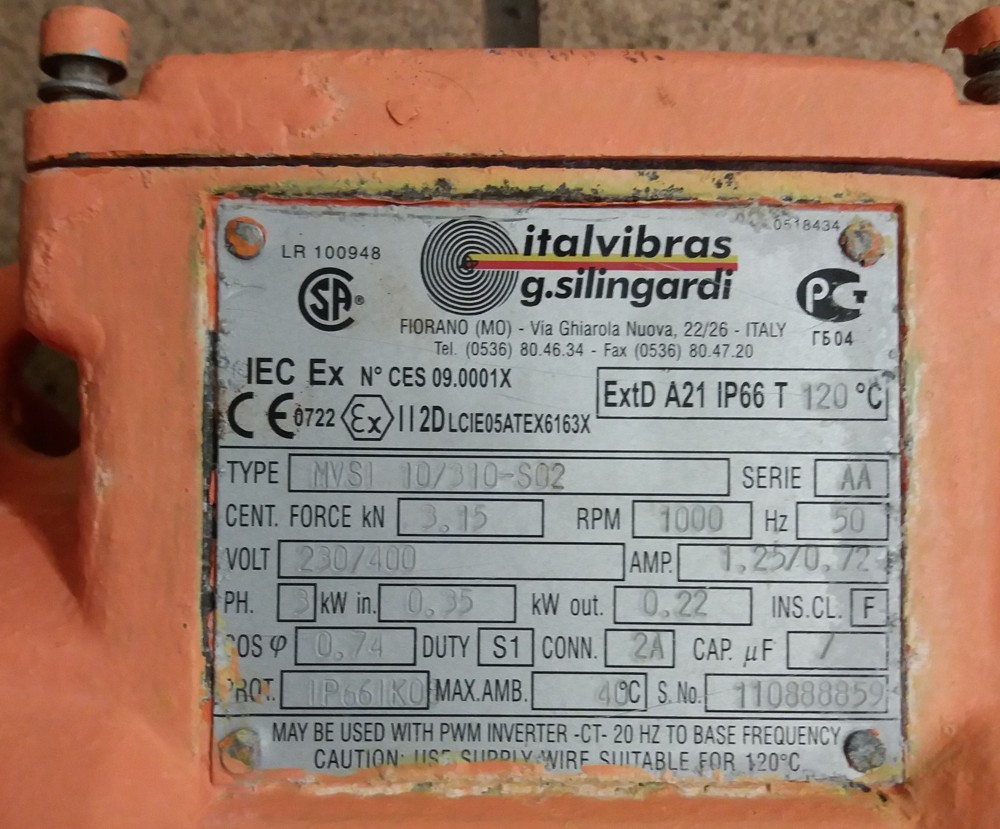 0518434
LR 100948
italvibras
g.silingardi
SA ®
PG
ГБ04
FIORANO (MO) - Via Ghiarola Nuova, 22/26 - ITALY
Tel. (0536) 80.46.34 - Fax (0536) 80.47.20
IEC Ex N° CES 09.0001X
ExtD A21 IP66 T 120 °C
CE 0722 Ex II2D LCIE05ATEX6163X
TYPE MVSI 10/310-S02 SERIE AA
CENT. FORCE kN 3,15 RPM 1000 Hz 50
VOLT 230/400 AMP. 1,25/0,72
PH. 3 kW in. 0,35 kW out. 0,22 INS.CL. F
COS φ 0,74 DUTY S1 CONN. 2A CAP. µF /
PROT. IP66IK0 MAX.AMB. 40°C S.No. 110888859
MAY BE USED WITH PWM INVERTER -CT- 20 HZ TO BASE FREQUENCY
CAUTION: USE SUPPLY WIRE SUITABLE FOR 120°C